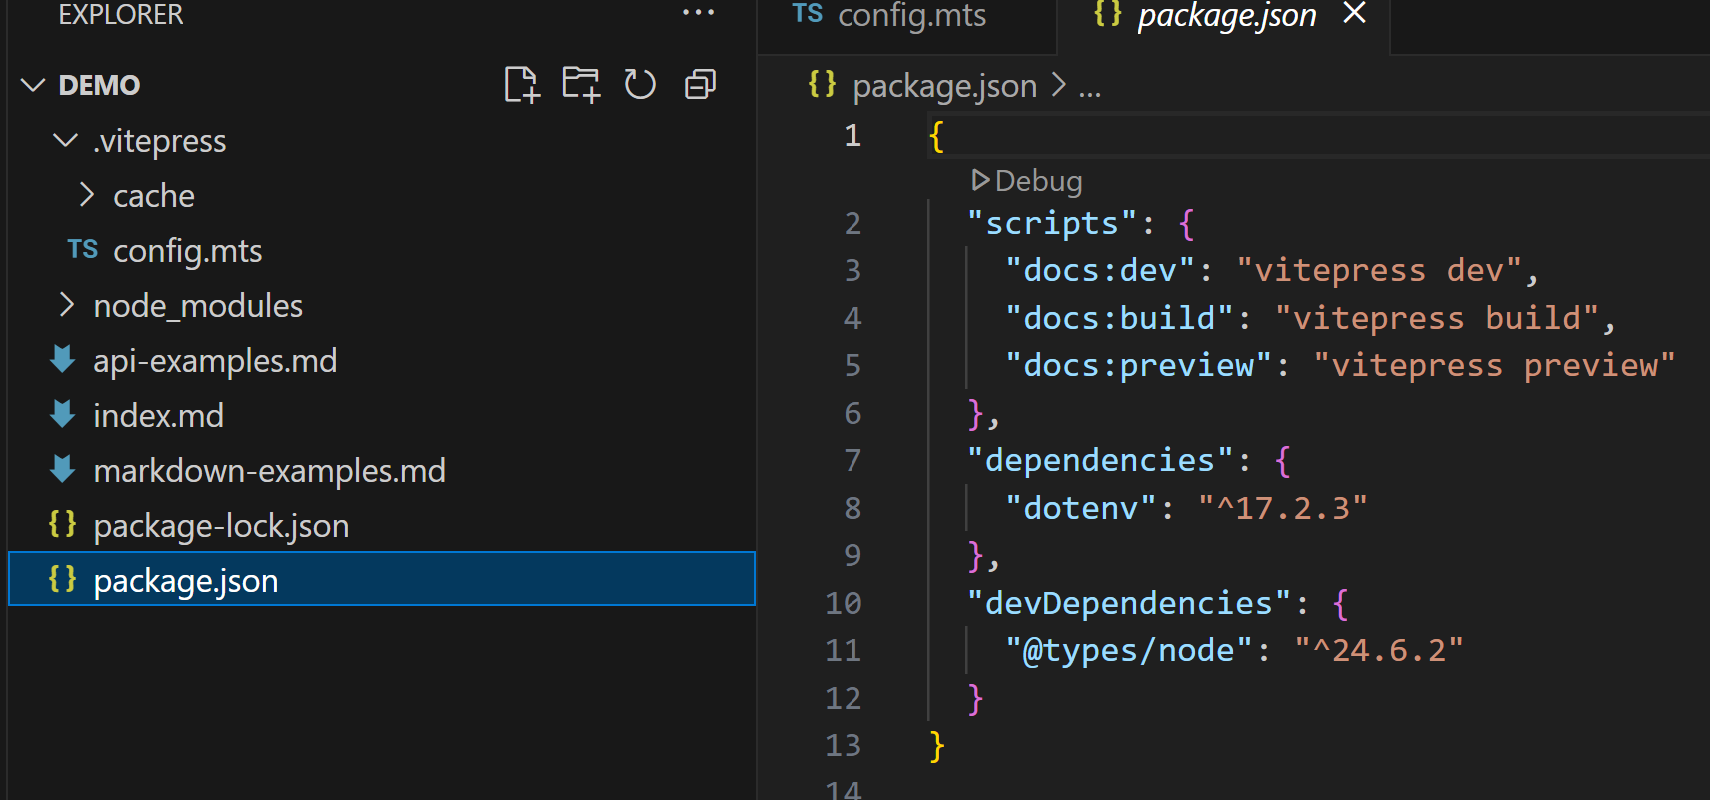 EXPLORER
DEMO
.vitepress
cache
TS config.mts
node_modules
api-examples.md
index.md
markdown-examples.md
{} package-lock.json
{} package.json
TS config.mts
{} package.json
{} package.json > ...
1 {
Debug
2 "scripts": {
3 "docs:dev": "vitepress dev",
4 "docs:build": "vitepress build",
5 "docs:preview": "vitepress preview"
6 },
7 "dependencies": {
8 "dotenv": "^17.2.3"
9 },
10 "devDependencies": {
11 "@types/node": "^24.6.2"
12 }
13 }
14